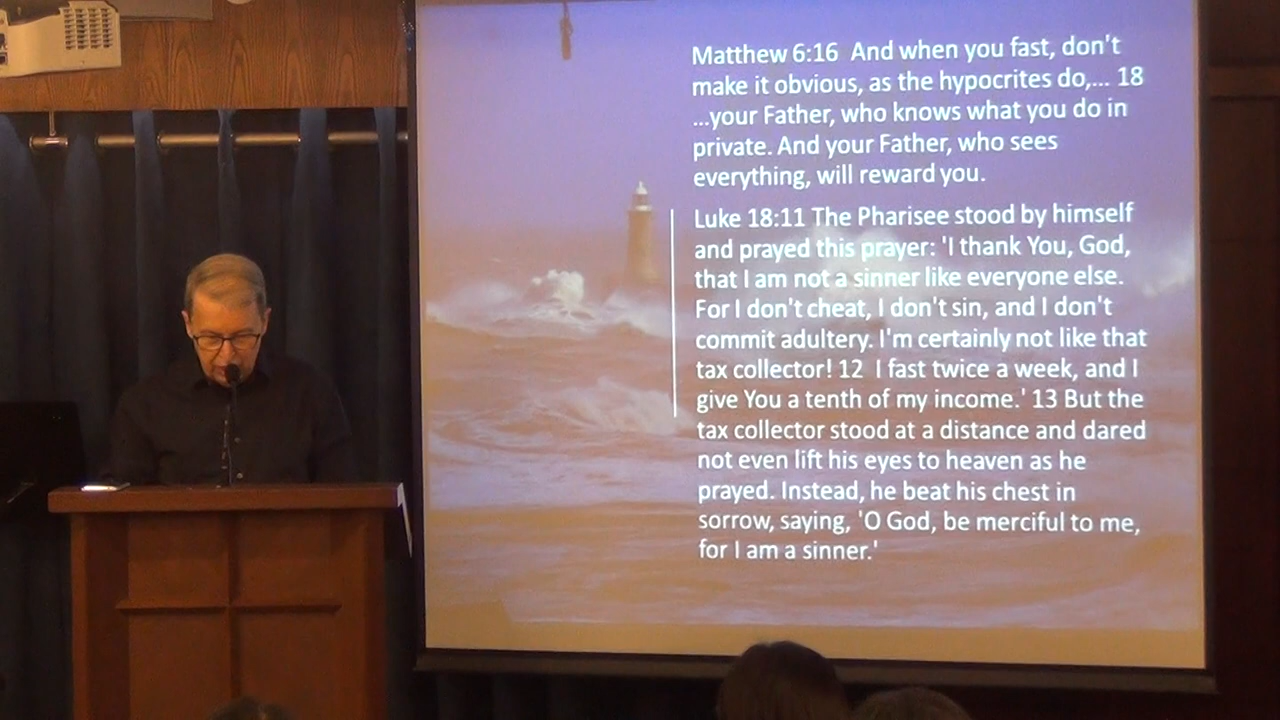 Matthew 6:16 And when you fast, don't
make it obvious, as the hypocrites do,... 18
...your Father, who knows what you do in
private. And your Father, who sees
everything, will reward you.
Luke 18:11 The Pharisee stood by himself
and prayed this prayer: 'I thank You, God,
that I am not a sinner like everyone else.
For I don't cheat, I don't sin, and I don't
commit adultery. I'm certainly not like that
tax collector! 12 I fast twice a week, and I
give You a tenth of my income.' 13 But the
tax collector stood at a distance and dared
not even lift his eyes to heaven as he
prayed. Instead, he beat his chest in
sorrow, saying, 'O God, be merciful to me,
for I am a sinner.'